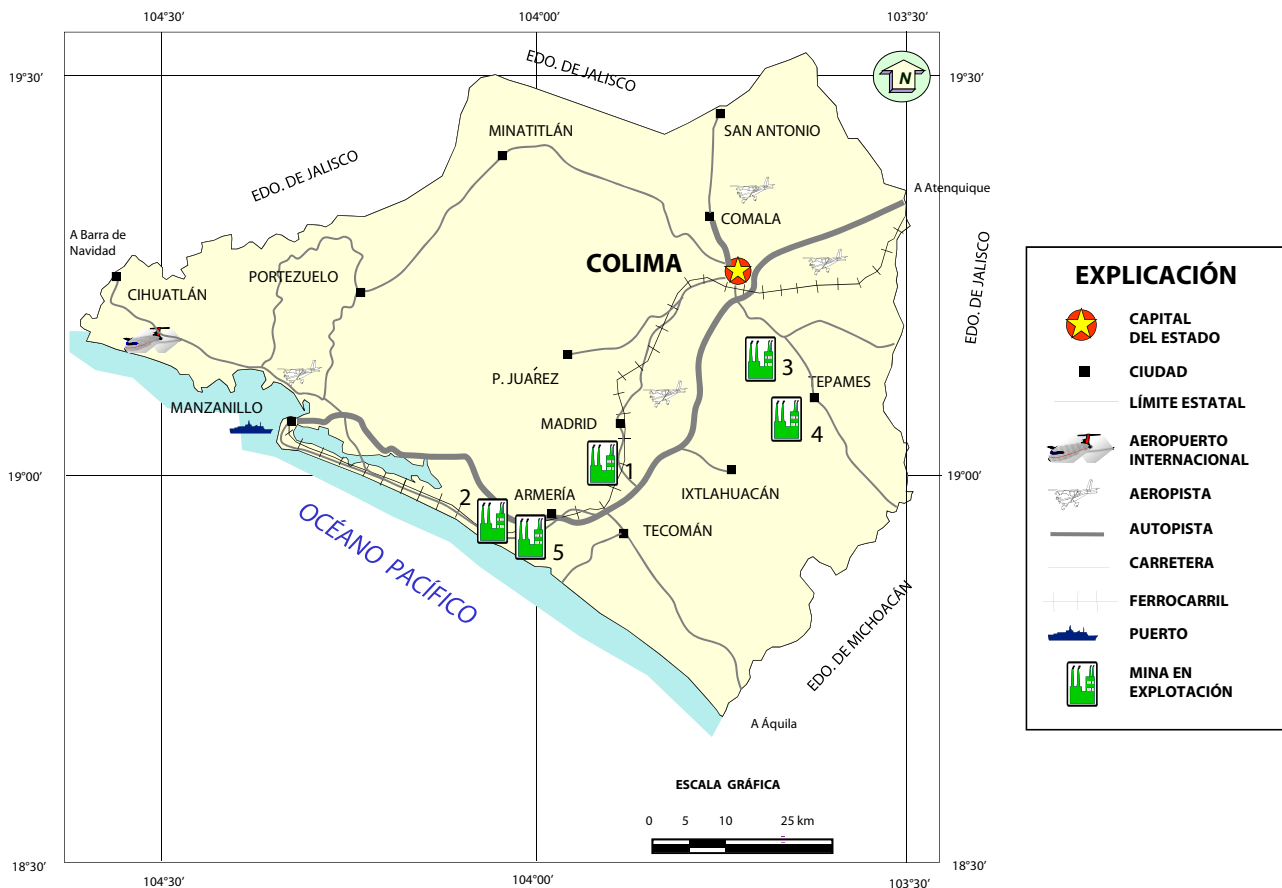 104°30’ 104°00’ 103°30’
19°30’ 19°30’
EDO. DE JALISCO
N
MINATITLÁN
SAN ANTONIO
EDO. DE JALISCO
A Atenquique
COMALA
A Barra de
Navidad
COLIMA
EDO. DE JALISCO
PORTEZUELO
CIHUATLÁN
P. JUÁREZ
3
TEPAMES
MANZANILLO
MADRID
4
1
19°00’ 19°00’
IXTLAHUACÁN
2
ARMERÍA
TECOMÁN
5
OCÉANO PACÍFICO
EDO. DE MICHOACÁN
A Áquila
ESCALA GRÁFICA
0 5 10 25 km
18°30’ 18°30’
104°30’ 104°00’ 103°30’
EXPLICACIÓN
CAPITAL
DEL ESTADO
CIUDAD
LÍMITE ESTATAL
AEROPUERTO
INTERNACIONAL
AEROPISTA
AUTOPISTA
CARRETERA
FERROCARRIL
PUERTO
MINA EN
EXPLOTACIÓN